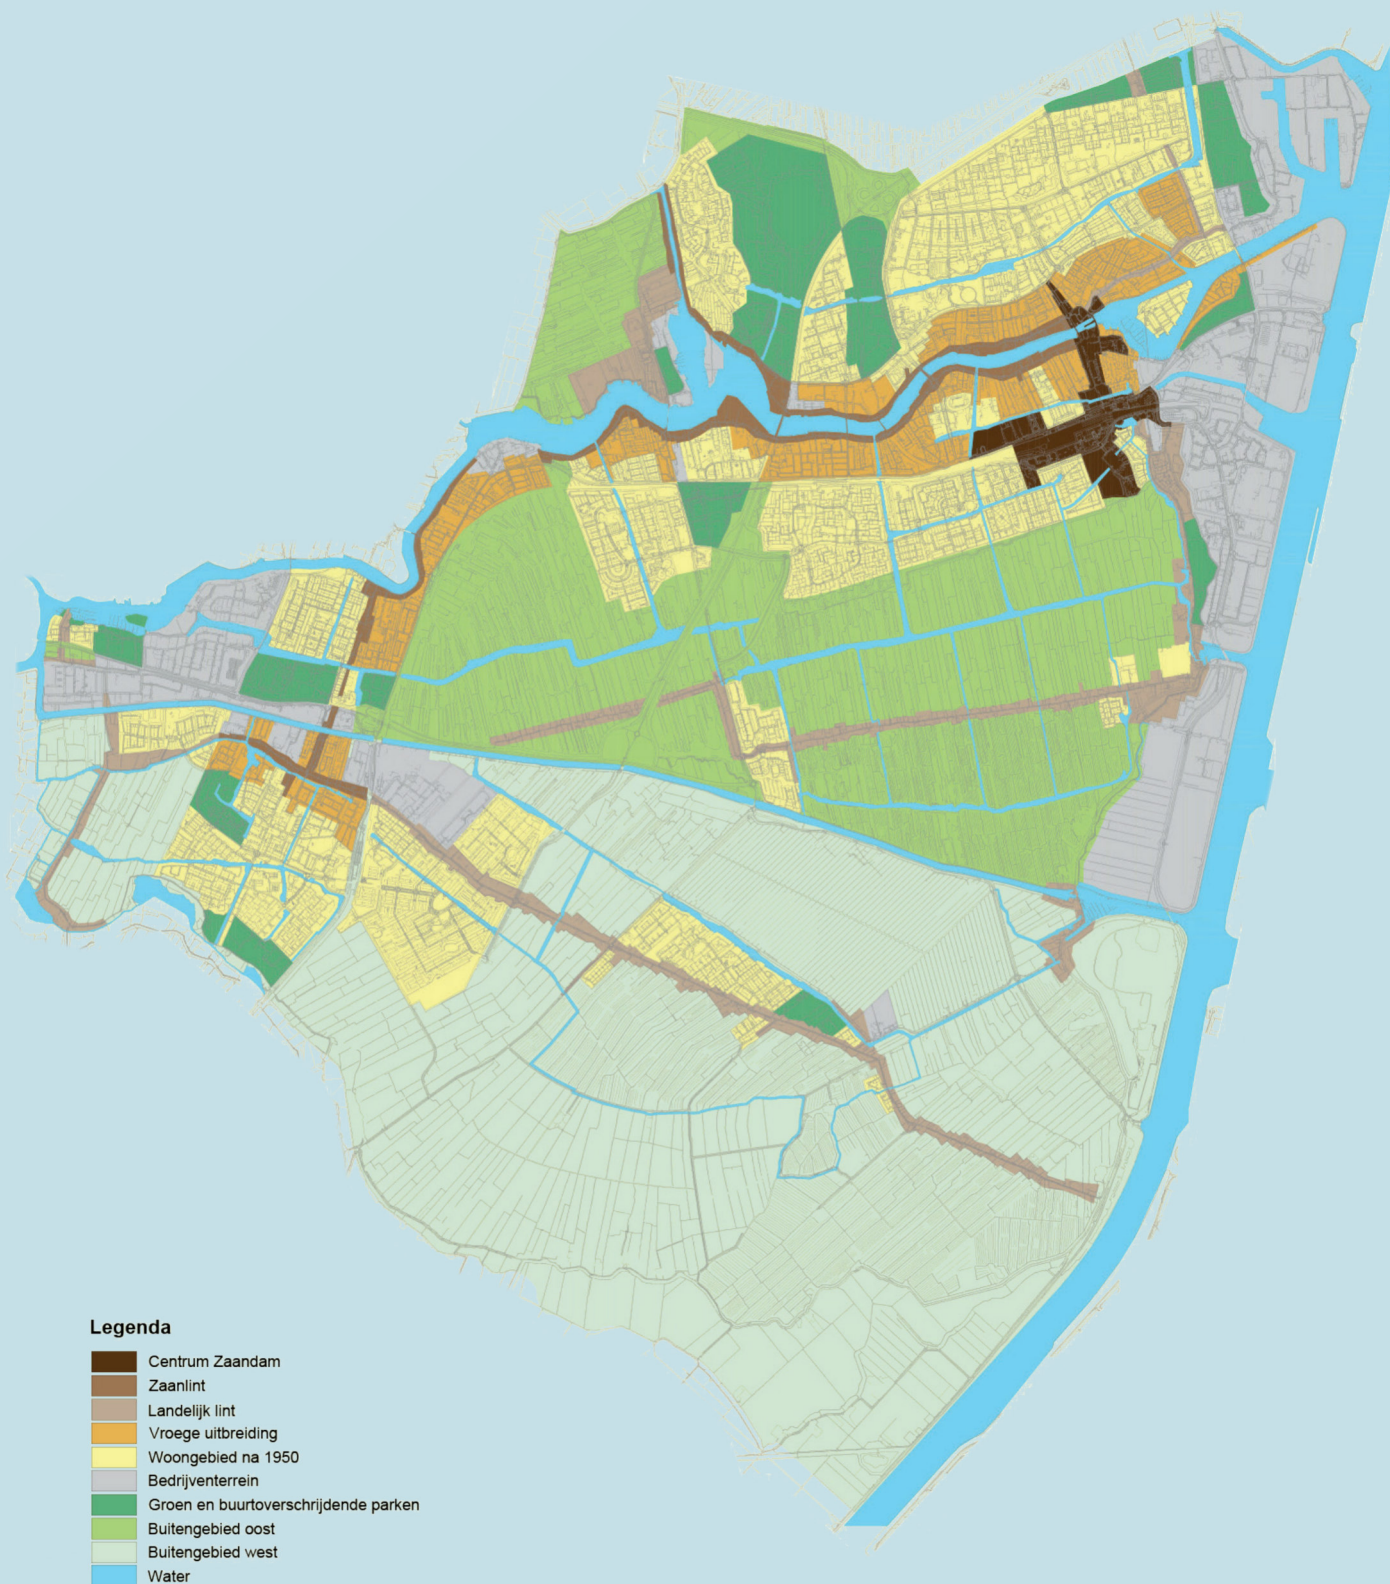 Legenda
Centrum Zaandam
Zaanlint
Landelijk lint
Vroege uitbreiding
Woongebied na 1950
Bedrijventerrein
Groen en buurtoverschrijdende parken
Buitengebied oost
Buitengebied west
Water